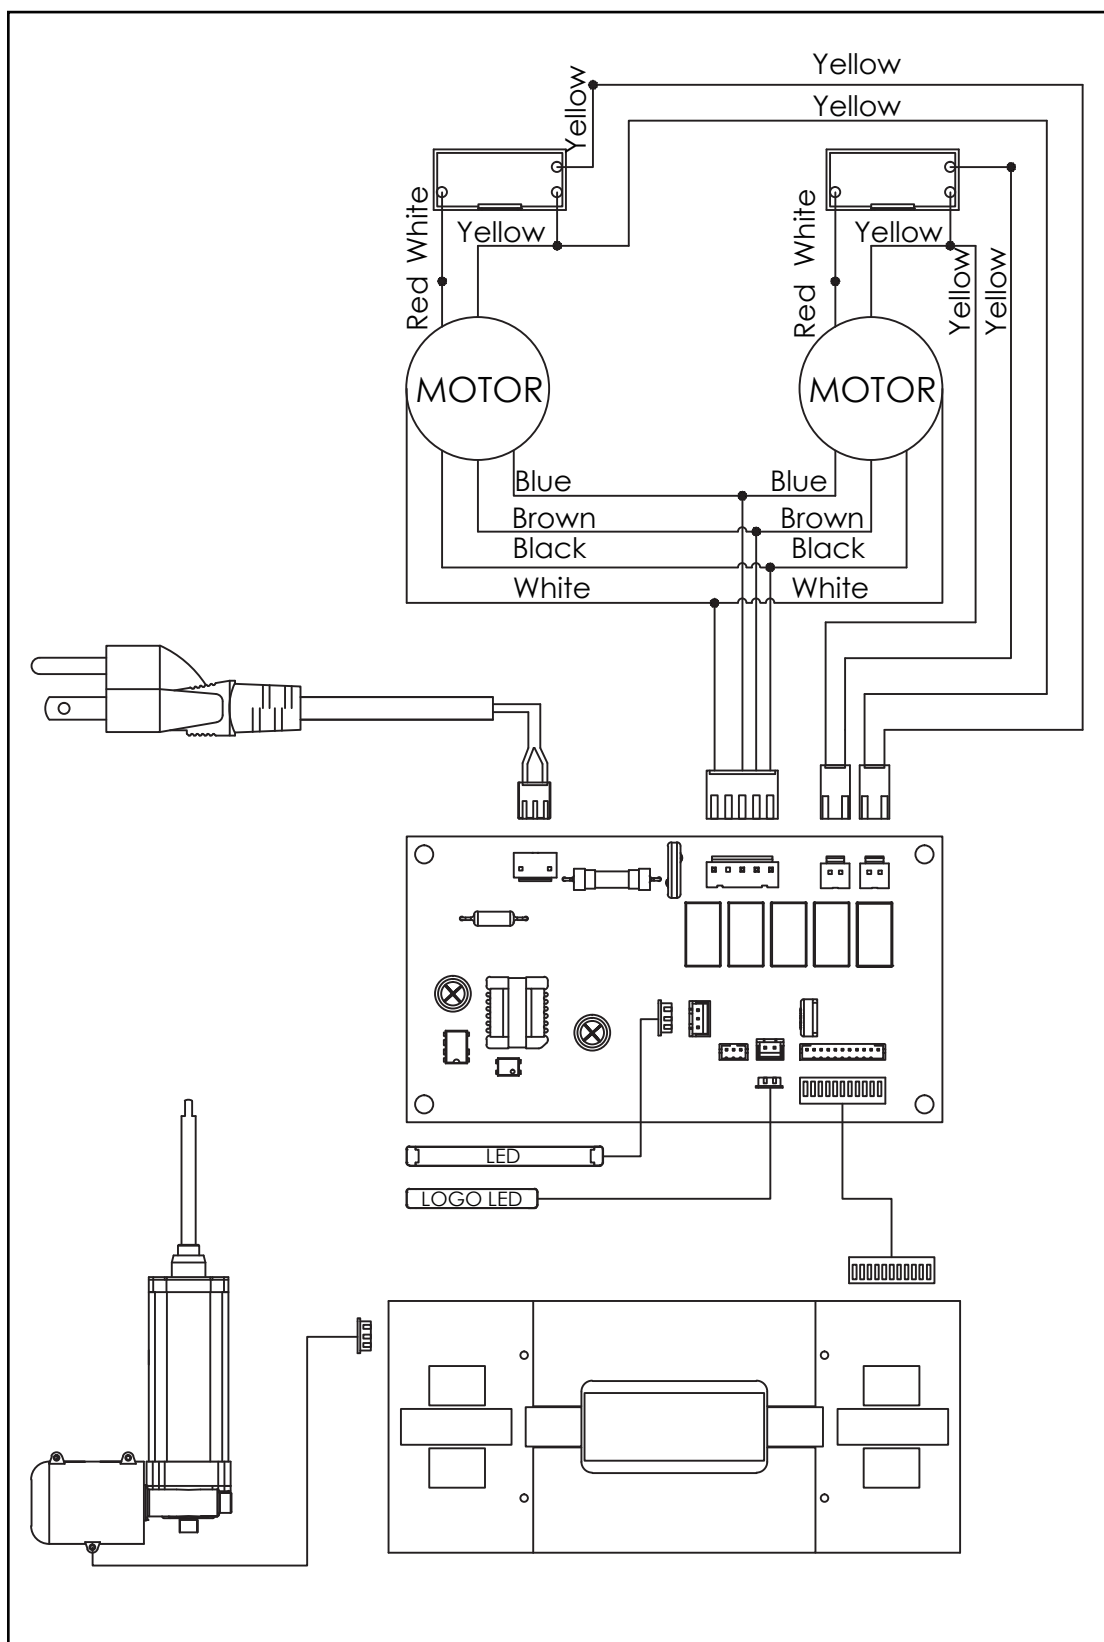 Yellow
Yellow
Yellow
Red White
Yellow
Red White
Yellow
Yellow
Yellow
MOTOR
MOTOR
Blue
Blue
Brown
Brown
Black
Black
White
White
LED
LOGO LED